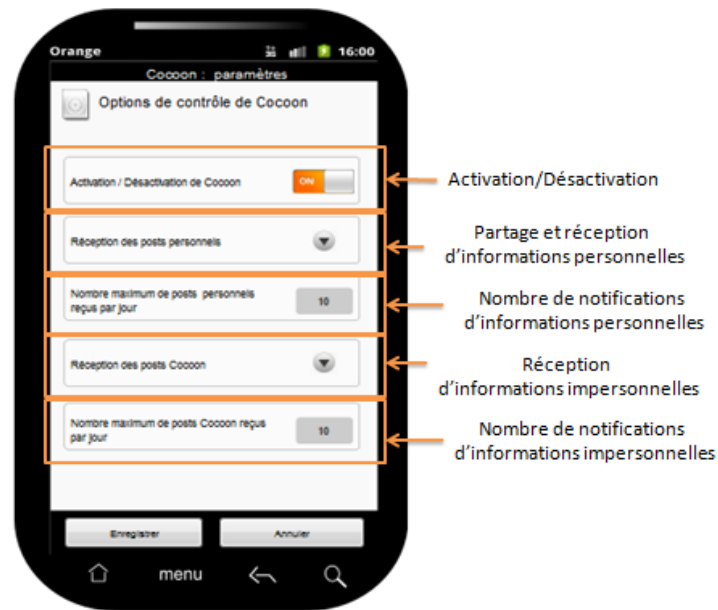 Orange 3G 16:00
Cocoon : paramètres
Options de contrôle de Cocoon
Activation / Désactivation de Cocoon ON
Activation/Désactivation
Réception des posts personnels
Partage et réception
d'informations personnelles
Nombre maximum de posts personnels
reçus par jour
10
Nombre de notifications
d'informations personnelles
Réception des posts Cocoon
Réception
d'informations impersonnelles
Nombre maximum de posts Cocoon reçus
par jour
10
Nombre de notifications
d'informations impersonnelles
Enregistrer Annuler
menu